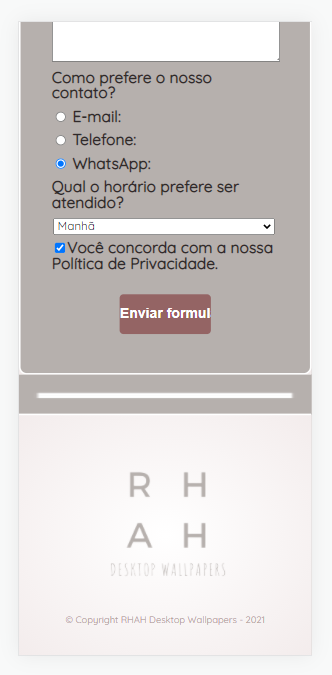 Como prefere o nosso
contato?
E-mail:
Telefone:
WhatsApp:
Qual o horário prefere ser
atendido?
Manhã
Você concorda com a nossa
Política de Privacidade.
Enviar formul
R H
A H
DESKTOP WALLPAPERS
© Copyright RHAH Desktop Wallpapers - 2021